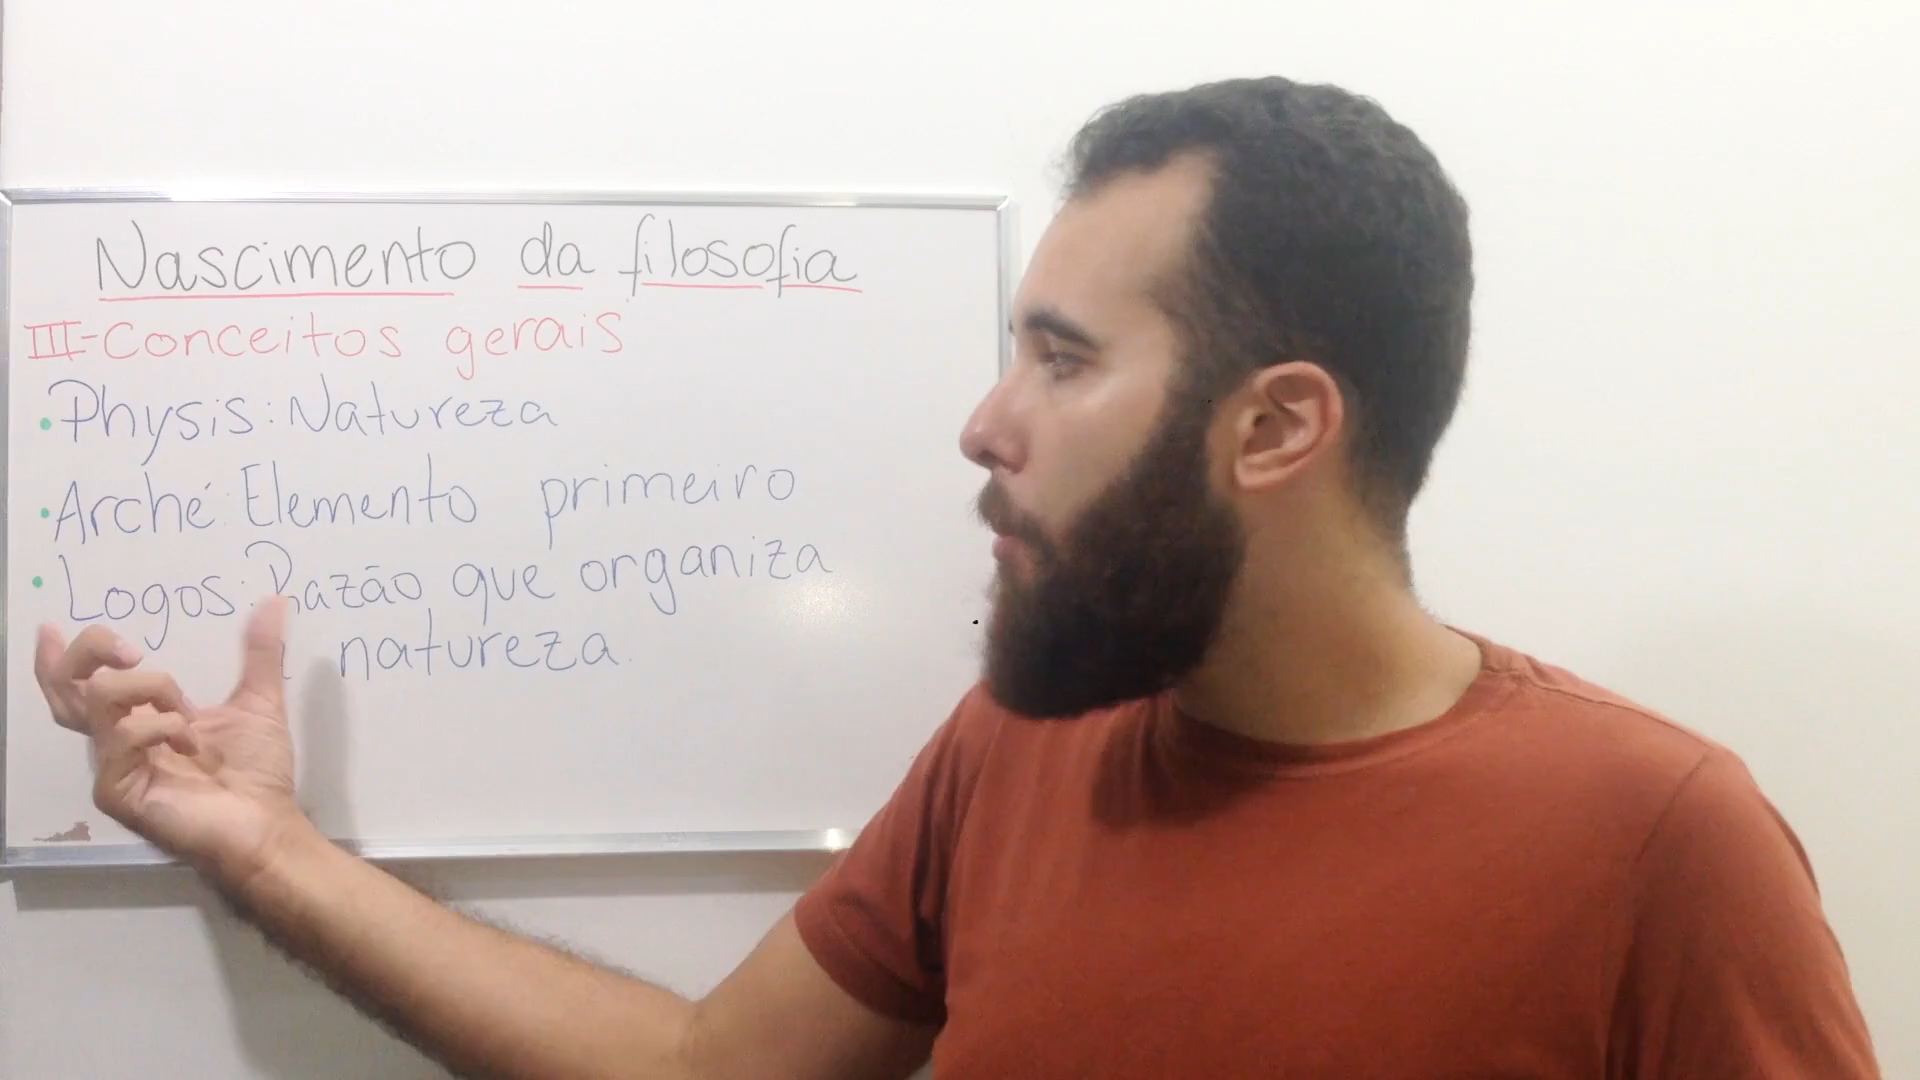 Nascimento da filosofia
III-Conceitos gerais
• Physis: Natureza
• Arché: Elemento primeiro
• Logos: Razão que organiza
natureza.